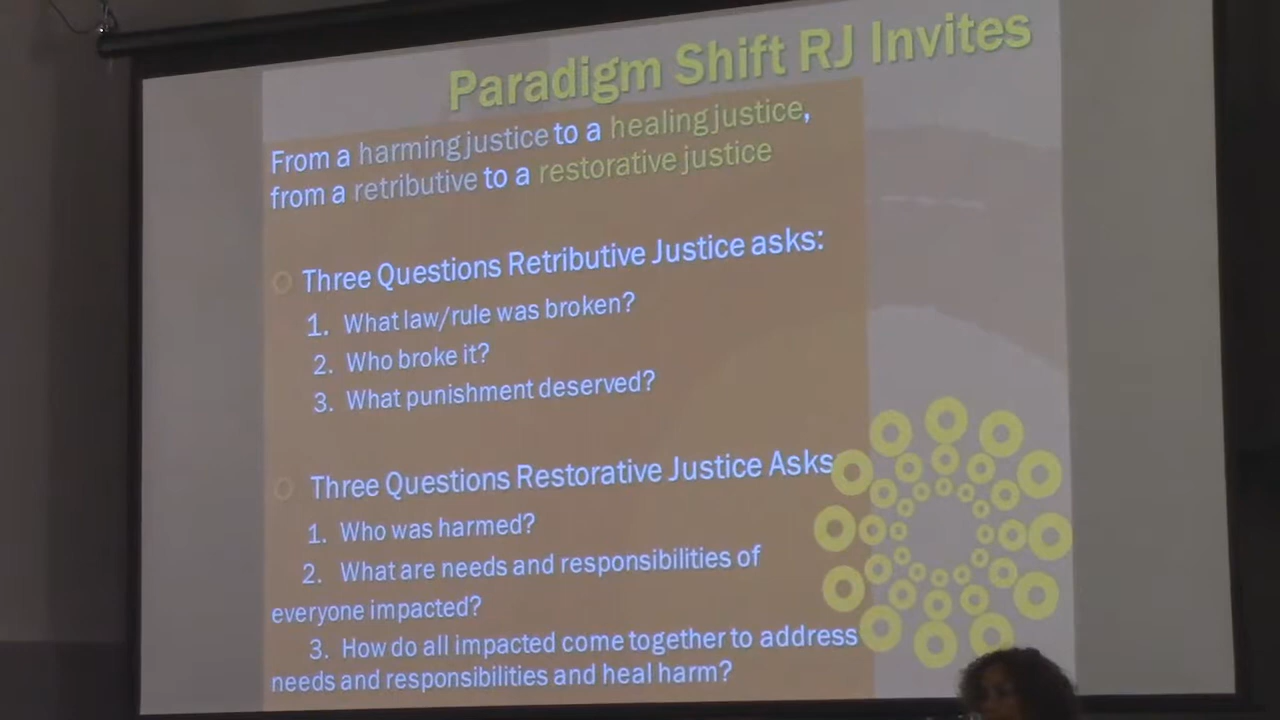 Paradigm Shift RJ Invites
From a harming justice to a healing justice,
from a retributive to a restorative justice
Three Questions Retributive Justice asks:
1. What law/rule was broken?
2. Who broke it?
3. What punishment deserved?
Three Questions Restorative Justice Asks
1. Who was harmed?
2. What are needs and responsibilities of
everyone impacted?
3. How do all impacted come together to address
needs and responsibilities and heal harm?